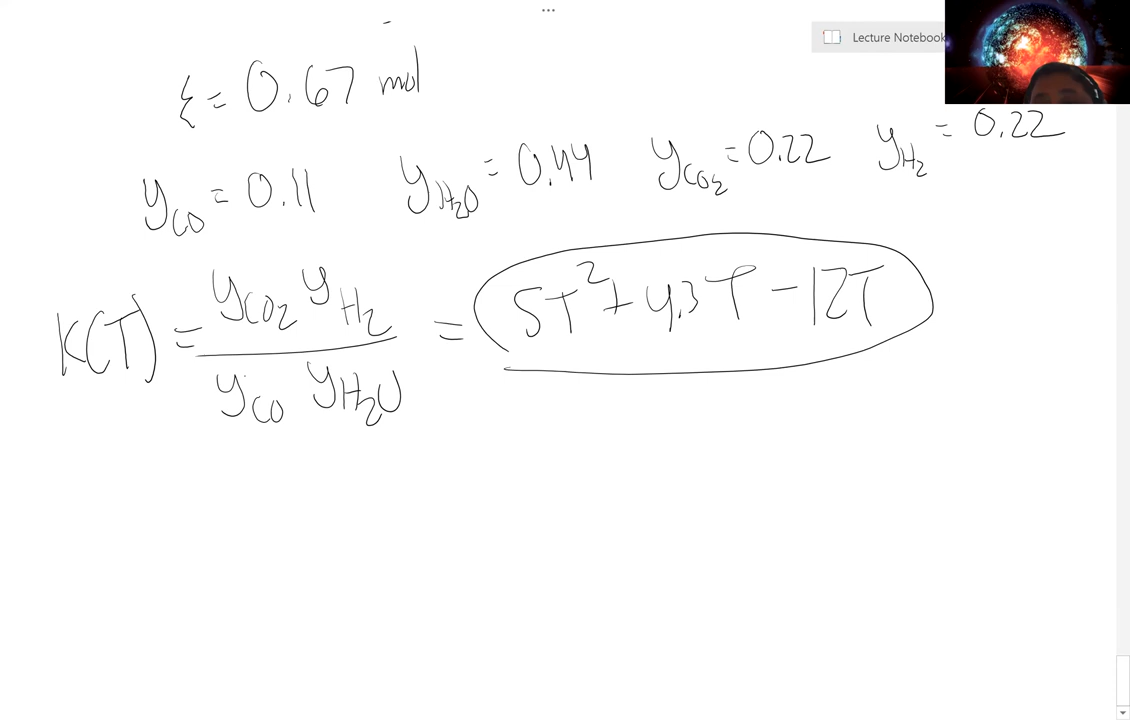 Lecture Notebook
ξ = 0.67 mol
y_CO = 0.11 y_H₂O = 0.44 y_CO₂ = 0.22 y_H₂ = 0.22
K(T) = y_CO₂ y_H₂ / y_CO y_H₂O = 5T² + 4.3T - 12T